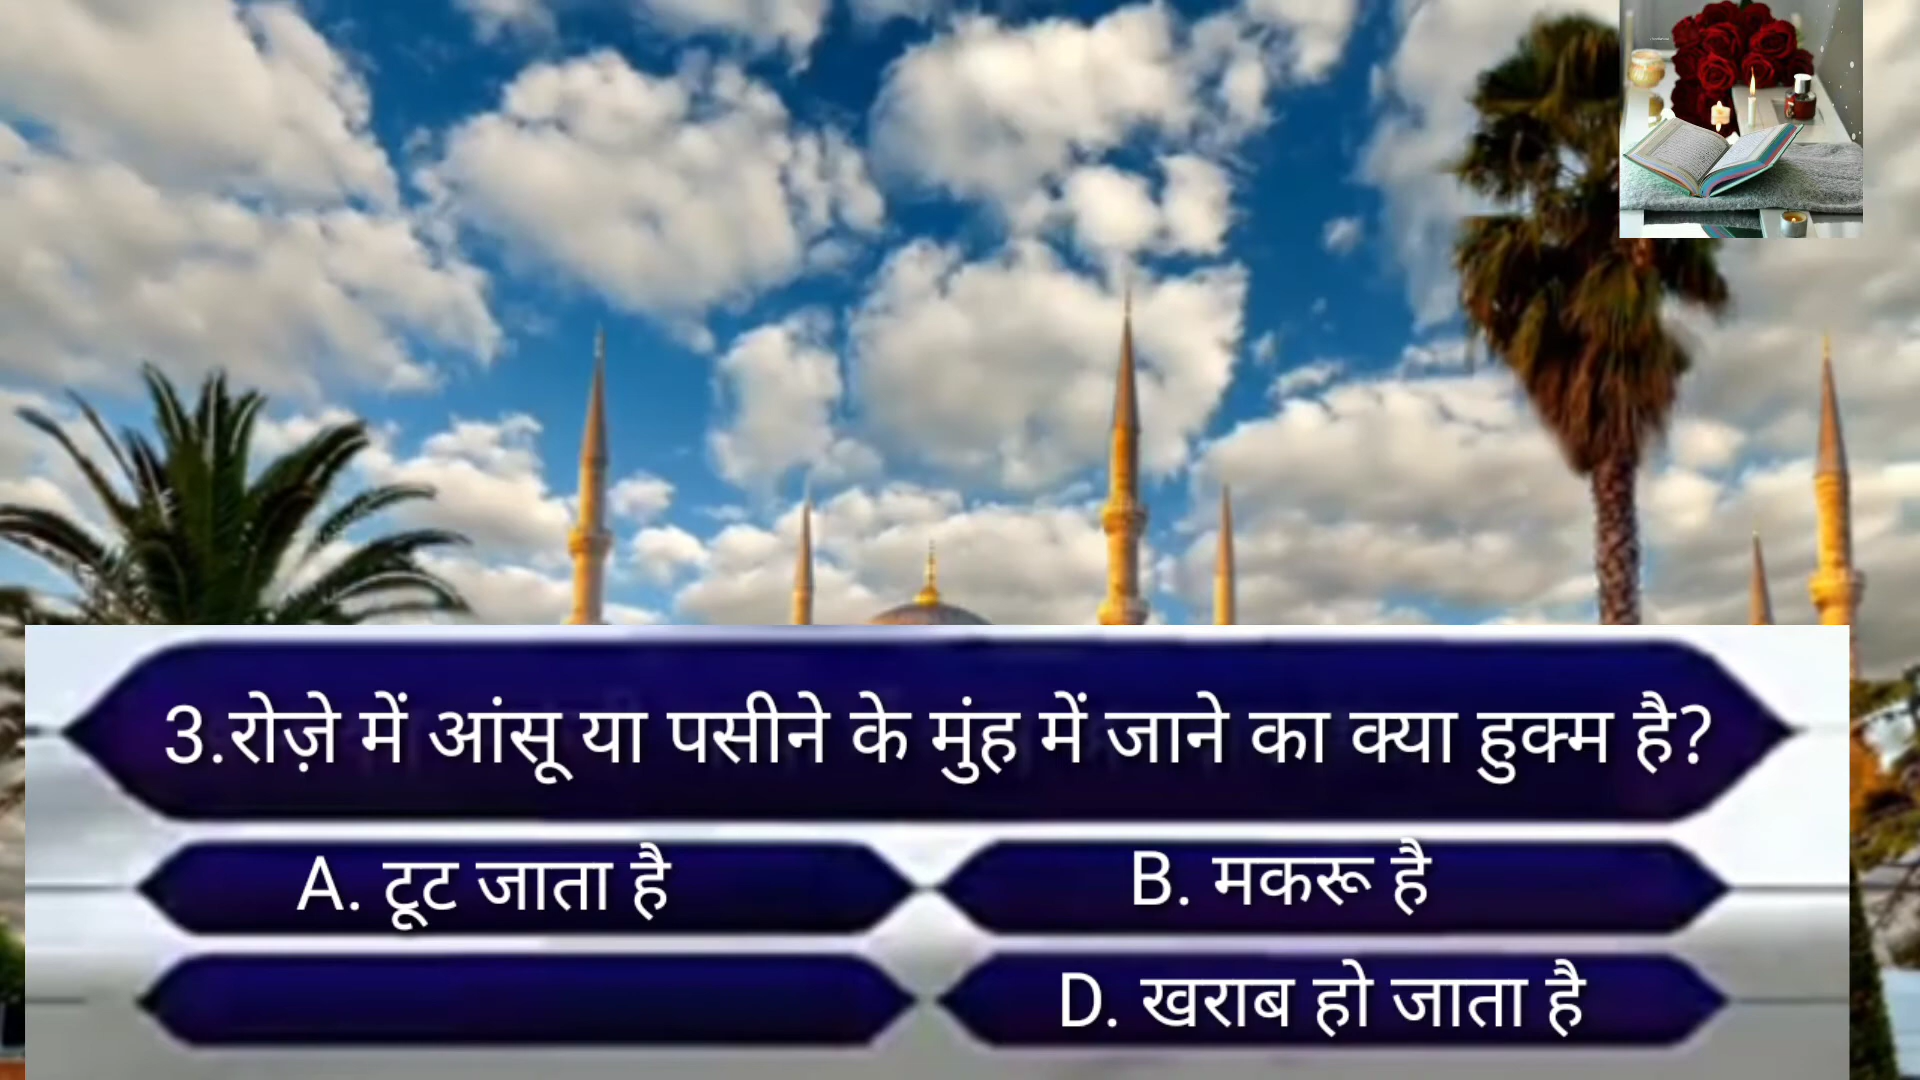 3.रोज़े में आंसू या पसीने के मुंह में जाने का क्या हुक्म है?
A. टूट जाता है
B. मकरू है
D. खराब हो जाता है